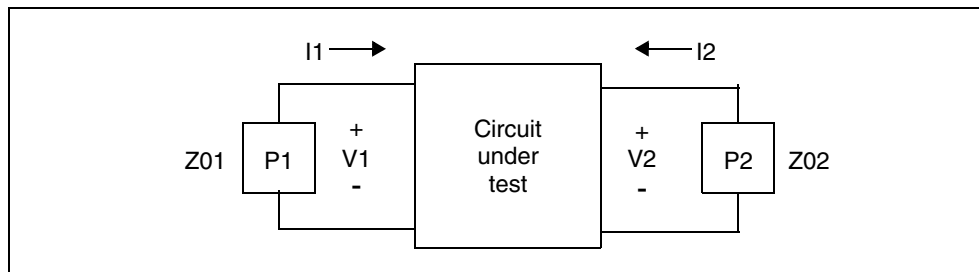 I1
I2
Z01
P1
+
V1
-
Circuit
under
test
+
V2
-
P2
Z02